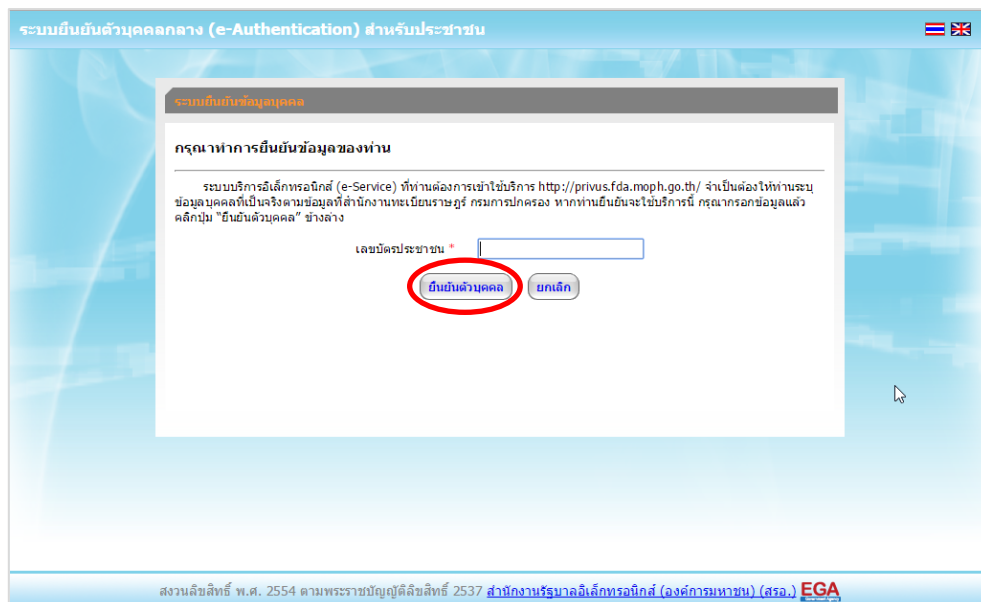 ระบบยืนยันตัวบุคคลกลาง (e-Authentication) สำหรับประชาชน
ระบบยืนยันข้อมูลบุคคล
กรุณาทำการยืนยันข้อมูลของท่าน
ระบบบริการอิเล็กทรอนิกส์ (e-Service) ที่ท่านต้องการเข้าใช้บริการ http://privus.fda.moph.go.th/ จำเป็นต้องให้ท่านระบุ
ข้อมูลบุคคลที่เป็นจริงตามข้อมูลที่สำนักงานทะเบียนราษฎร์ กรมการปกครอง หากท่านยืนยันจะใช้บริการนี้ กรุณากรอกข้อมูลแล้ว
คลิกปุ่ม "ยืนยันตัวบุคคล" ข้างล่าง
เลขบัตรประชาชน *
ยืนยันตัวบุคคล ยกเลิก
สงวนลิขสิทธิ์ พ.ศ. 2554 ตามพระราชบัญญัติลิขสิทธิ์ 2537 สำนักงานรัฐบาลอิเล็กทรอนิกส์ (องค์การมหาชน) (สรอ.) EGA